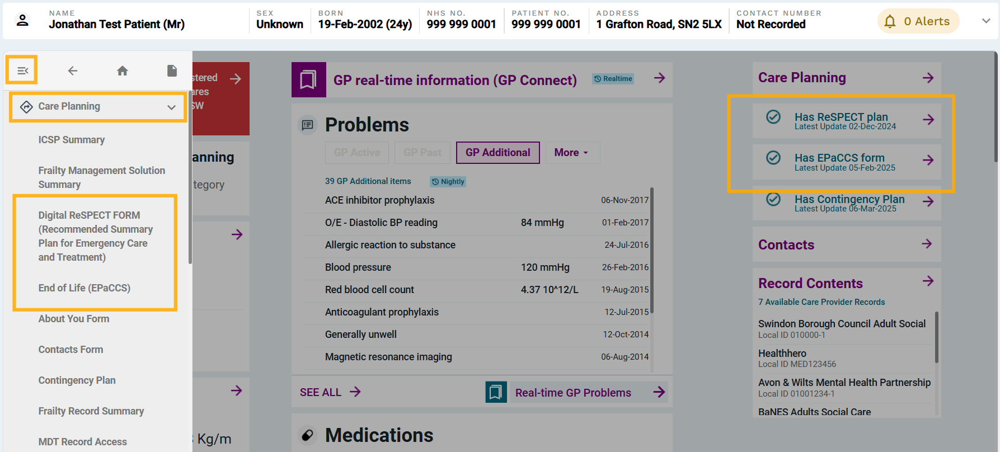 NAME
Jonathan Test Patient (Mr)
SEX
Unknown
BORN
19-Feb-2002 (24y)
NHS NO.
999 999 0001
PATIENT NO.
999 999 0001
ADDRESS
1 Grafton Road, SN2 5LX
CONTACT NUMBER
Not Recorded
0 Alerts
Care Planning
ICSP Summary
Frailty Management Solution
Summary
Digital ReSPECT FORM
(Recommended Summary
Plan for Emergency Care
and Treatment)
End of Life (EPaCCS)
About You Form
Contacts Form
Contingency Plan
Frailty Record Summary
MDT Record Access
stered
ares
SW
anning
tegory
Kg/m
GP real-time information (GP Connect)
Realtime
Problems
GP Active
GP Past
GP Additional
More
39 GP Additional items
Nightly
ACE inhibitor prophylaxis 06-Nov-2017
O/E - Diastolic BP reading 84 mmHg 01-Feb-2017
Allergic reaction to substance 24-Jul-2016
Blood pressure 120 mmHg 26-Feb-2016
Red blood cell count 4.37 10^12/L 19-Aug-2015
Anticoagulant prophylaxis 12-Jul-2015
Generally unwell 12-Oct-2014
Magnetic resonance imaging 06-Aug-2014
SEE ALL
Real-time GP Problems
Medications
Care Planning
Has ReSPECT plan
Latest Update 02-Dec-2024
Has EPaCCS form
Latest Update 05-Feb-2025
Has Contingency Plan
Latest Update 06-Mar-2025
Contacts
Record Contents
7 Available Care Provider Records
Swindon Borough Council Adult Social
Local ID 010000-1
Healthhero
Local ID MED123456
Avon & Wilts Mental Health Partnership
Local ID 01001234-1
BaNES Adults Social Care